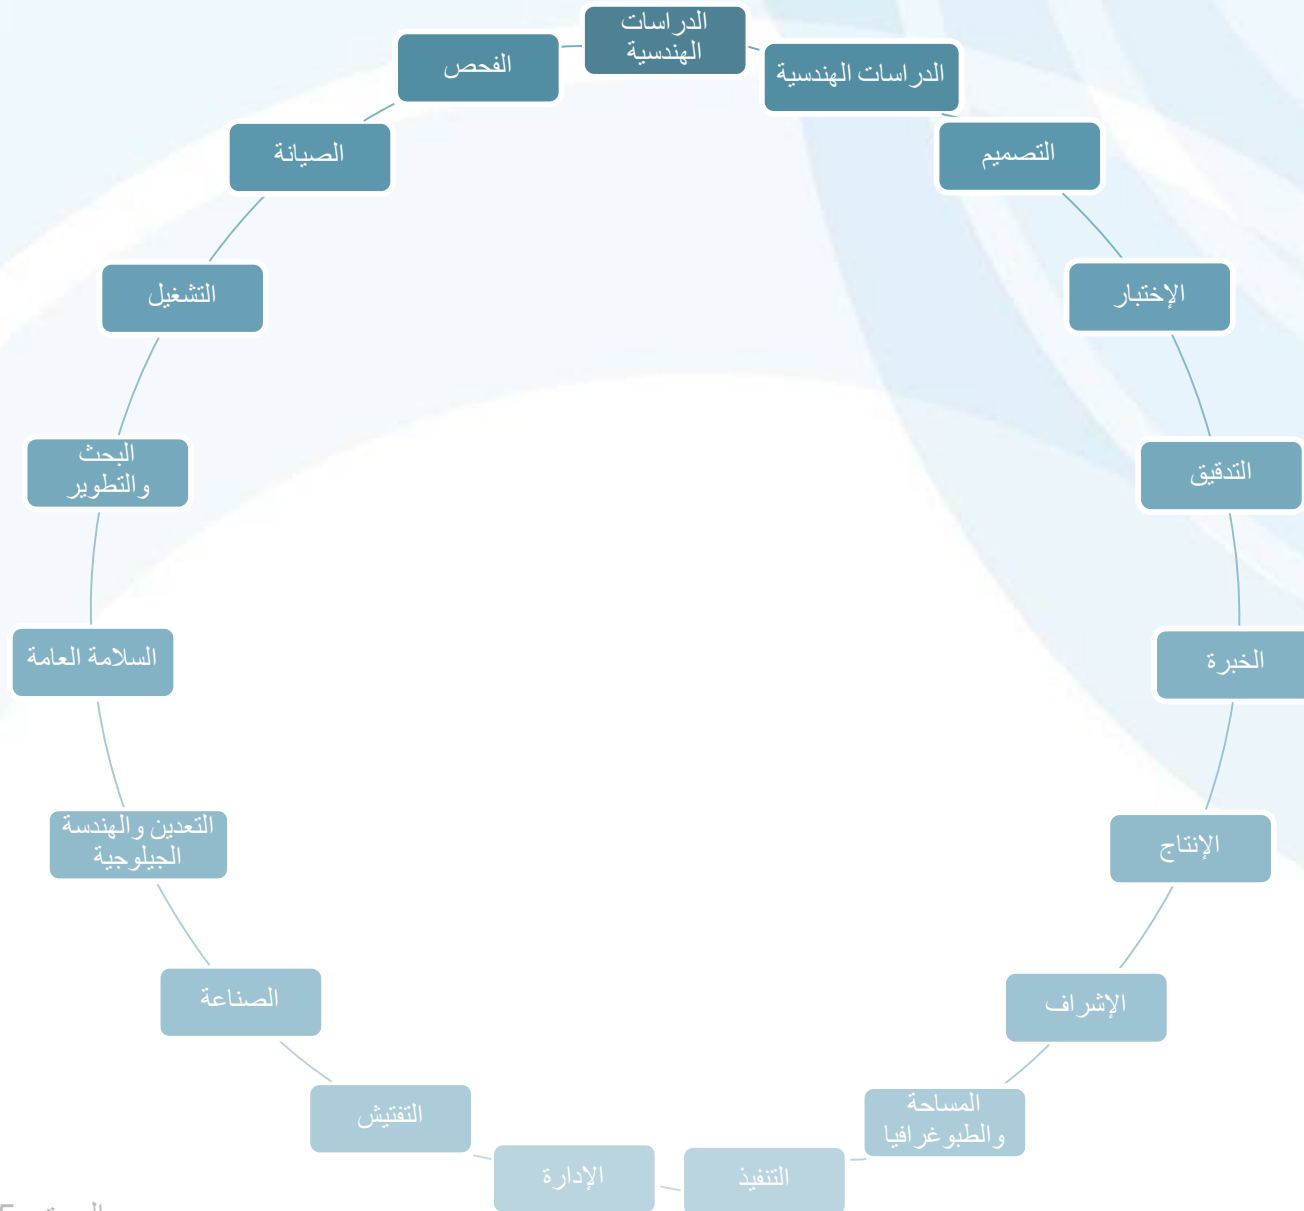 الدراسات
الهندسية
الدراسات الهندسية
التصميم
الإختبار
التدقيق
الخبرة
الإنتاج
الإشراف
المساحة
والطبوغرافيا
التنفيذ
الإدارة
التفتيش
الصناعة
التعدين والهندسة
الجيلوجية
السلامة العامة
البحث
والتطوير
التشغيل
الصيانة
الفحص